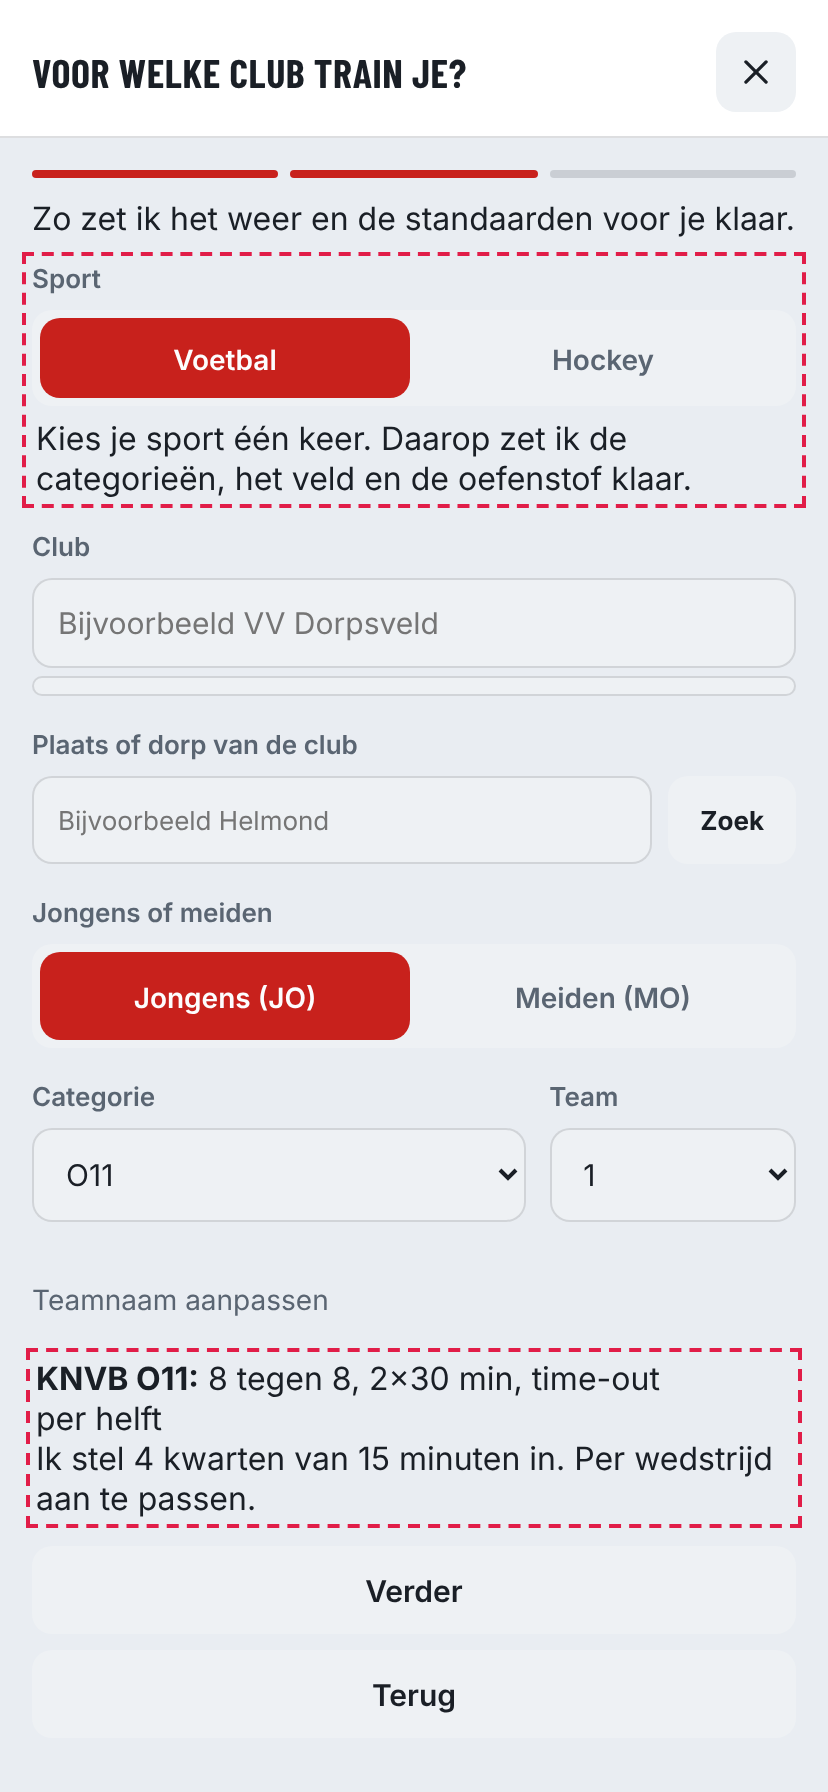 VOOR WELKE CLUB TRAIN JE?
Zo zet ik het weer en de standaarden voor je klaar.
Sport
Voetbal
Hockey
Kies je sport één keer. Daarop zet ik de
categorieën, het veld en de oefenstof klaar.
Club
Bijvoorbeeld VV Dorpsveld
Plaats of dorp van de club
Bijvoorbeeld Helmond
Zoek
Jongens of meiden
Jongens (JO)
Meiden (MO)
Categorie
Team
O11
1
Teamnaam aanpassen
KNVB O11: 8 tegen 8, 2×30 min, time-out
per helft
Ik stel 4 kwarten van 15 minuten in. Per wedstrijd
aan te passen.
Verder
Terug